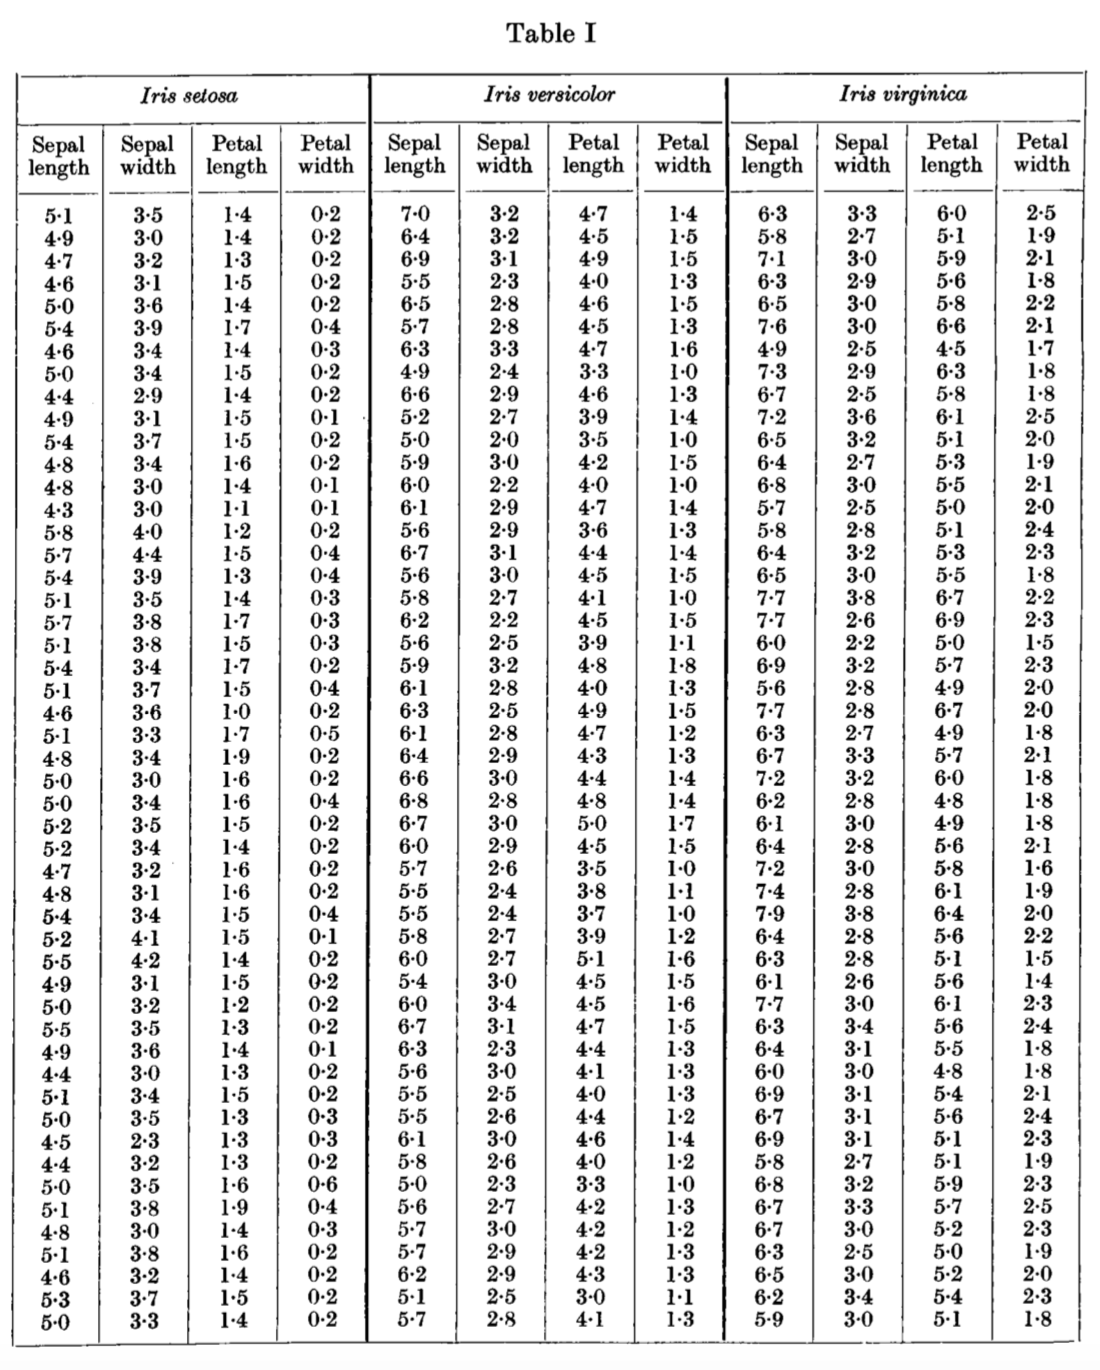 Table I
Iris setosa Iris versicolor Iris virginica
Sepal length Sepal width Petal length Petal width Sepal length Sepal width Petal length Petal width Sepal length Sepal width Petal length Petal width
5·1 3·5 1·4 0·2 7·0 3·2 4·7 1·4 6·3 3·3 6·0 2·5
4·9 3·0 1·4 0·2 6·4 3·2 4·5 1·5 5·8 2·7 5·1 1·9
4·7 3·2 1·3 0·2 6·9 3·1 4·9 1·5 7·1 3·0 5·9 2·1
4·6 3·1 1·5 0·2 5·5 2·3 4·0 1·3 6·3 2·9 5·6 1·8
5·0 3·6 1·4 0·2 6·5 2·8 4·6 1·5 6·5 3·0 5·8 2·2
5·4 3·9 1·7 0·4 5·7 2·8 4·5 1·3 7·6 3·0 6·6 2·1
4·6 3·4 1·4 0·3 6·3 3·3 4·7 1·6 4·9 2·5 4·5 1·7
5·0 3·4 1·5 0·2 4·9 2·4 3·3 1·0 7·3 2·9 6·3 1·8
4·4 2·9 1·4 0·2 6·6 2·9 4·6 1·3 6·7 2·5 5·8 1·8
4·9 3·1 1·5 0·1 5·2 2·7 3·9 1·4 7·2 3·6 6·1 2·5
5·4 3·7 1·5 0·2 5·0 2·0 3·5 1·0 6·5 3·2 5·1 2·0
4·8 3·4 1·6 0·2 5·9 3·0 4·2 1·5 6·4 2·7 5·3 1·9
4·8 3·0 1·4 0·1 6·0 2·2 4·0 1·0 6·8 3·0 5·5 2·1
4·3 3·0 1·1 0·1 6·1 2·9 4·7 1·4 5·7 2·5 5·0 2·0
5·8 4·0 1·2 0·2 5·6 2·9 3·6 1·3 5·8 2·8 5·1 2·4
5·7 4·4 1·5 0·4 6·7 3·1 4·4 1·4 6·4 3·2 5·3 2·3
5·4 3·9 1·3 0·4 5·6 3·0 4·5 1·5 6·5 3·0 5·5 1·8
5·1 3·5 1·4 0·3 5·8 2·7 4·1 1·0 7·7 3·8 6·7 2·2
5·7 3·8 1·7 0·3 6·2 2·2 4·5 1·5 7·7 2·6 6·9 2·3
5·1 3·8 1·5 0·3 5·6 2·5 3·9 1·1 6·0 2·2 5·0 1·5
5·4 3·4 1·7 0·2 5·9 3·2 4·8 1·8 6·9 3·2 5·7 2·3
5·1 3·7 1·5 0·4 6·1 2·8 4·0 1·3 5·6 2·8 4·9 2·0
4·6 3·6 1·0 0·2 6·3 2·5 4·9 1·5 7·7 2·8 6·7 2·0
5·1 3·3 1·7 0·5 6·1 2·8 4·7 1·2 6·3 2·7 4·9 1·8
4·8 3·4 1·9 0·2 6·4 2·9 4·3 1·3 6·7 3·3 5·7 2·1
5·0 3·0 1·6 0·2 6·6 3·0 4·4 1·4 7·2 3·2 6·0 1·8
5·0 3·4 1·6 0·4 6·8 2·8 4·8 1·4 6·2 2·8 4·8 1·8
5·2 3·5 1·5 0·2 6·7 3·0 5·0 1·7 6·1 3·0 4·9 1·8
5·2 3·4 1·4 0·2 6·0 2·9 4·5 1·5 6·4 2·8 5·6 2·1
4·7 3·2 1·6 0·2 5·7 2·6 3·5 1·0 7·2 3·0 5·8 1·6
4·8 3·1 1·6 0·2 5·5 2·4 3·8 1·1 7·4 2·8 6·1 1·9
5·4 3·4 1·5 0·4 5·5 2·4 3·7 1·0 7·9 3·8 6·4 2·0
5·2 4·1 1·5 0·1 5·8 2·7 3·9 1·2 6·4 2·8 5·6 2·2
5·5 4·2 1·4 0·2 6·0 2·7 5·1 1·6 6·3 2·8 5·1 1·5
4·9 3·1 1·5 0·2 5·4 3·0 4·5 1·5 6·1 2·6 5·6 1·4
5·0 3·2 1·2 0·2 6·0 3·4 4·5 1·6 7·7 3·0 6·1 2·3
5·5 3·5 1·3 0·2 6·7 3·1 4·7 1·5 6·3 3·4 5·6 2·4
4·9 3·6 1·4 0·1 6·3 2·3 4·4 1·3 6·4 3·1 5·5 1·8
4·4 3·0 1·3 0·2 5·6 3·0 4·1 1·3 6·0 3·0 4·8 1·8
5·1 3·4 1·5 0·2 5·5 2·5 4·0 1·3 6·9 3·1 5·4 2·1
5·0 3·5 1·3 0·3 5·5 2·6 4·4 1·2 6·7 3·1 5·6 2·4
4·5 2·3 1·3 0·3 6·1 3·0 4·6 1·4 6·9 3·1 5·1 2·3
4·4 3·2 1·3 0·2 5·8 2·6 4·0 1·2 5·8 2·7 5·1 1·9
5·0 3·5 1·6 0·6 5·0 2·3 3·3 1·0 6·8 3·2 5·9 2·3
5·1 3·8 1·9 0·4 5·6 2·7 4·2 1·3 6·7 3·3 5·7 2·5
4·8 3·0 1·4 0·3 5·7 3·0 4·2 1·2 6·7 3·0 5·2 2·3
5·1 3·8 1·6 0·2 5·7 2·9 4·2 1·3 6·3 2·5 5·0 1·9
4·6 3·2 1·4 0·2 6·2 2·9 4·3 1·3 6·5 3·0 5·2 2·0
5·3 3·7 1·5 0·2 5·1 2·5 3·0 1·1 6·2 3·4 5·4 2·3
5·0 3·3 1·4 0·2 5·7 2·8 4·1 1·3 5·9 3·0 5·1 1·8